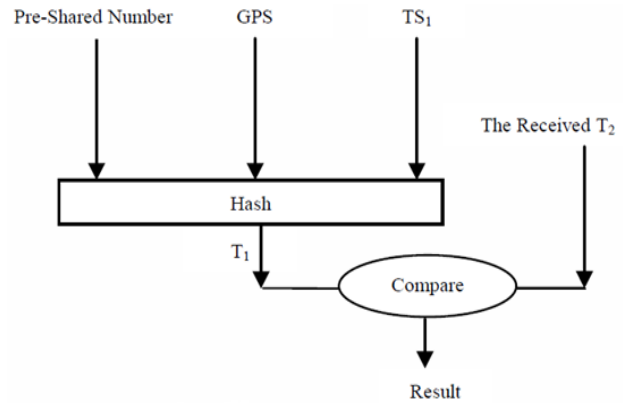 Pre-Shared Number
GPS
TS₁
The Received T₂
Hash
T₁
Compare
Result